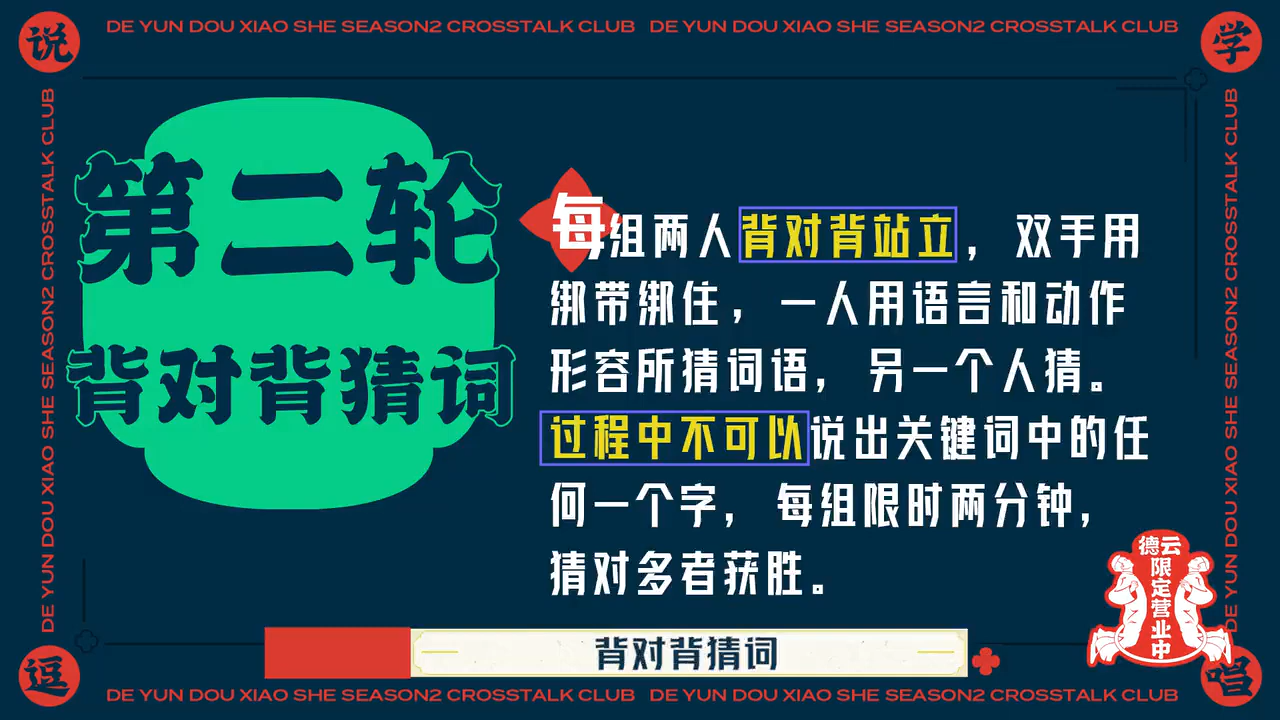 说
DE YUN DOU XIAO SHE SEASON2 CROSSTALK CLUB DE YUN DOU XIAO SHE SEASON2 CROSSTALK CLUB
学
DE YUN DOU XIAO SHE SEASON2 CROSSTALK CLUB
第二轮
背对背猜词
每组两人背对背站立，双手用
绑带绑住，一人用语言和动作
形容所猜词语，另一个人猜。
过程中不可以说出关键词中的任
何一个字，每组限时两分钟，
猜对多者获胜。
DE YUN DOU XIAO SHE SEASON2 CROSSTALK CLUB
德云
限定营业中
背对背猜词
逗
DE YUN DOU XIAO SHE SEASON2 CROSSTALK CLUB DE YUN DOU XIAO SHE SEASON2 CROSSTALK CLUB
唱